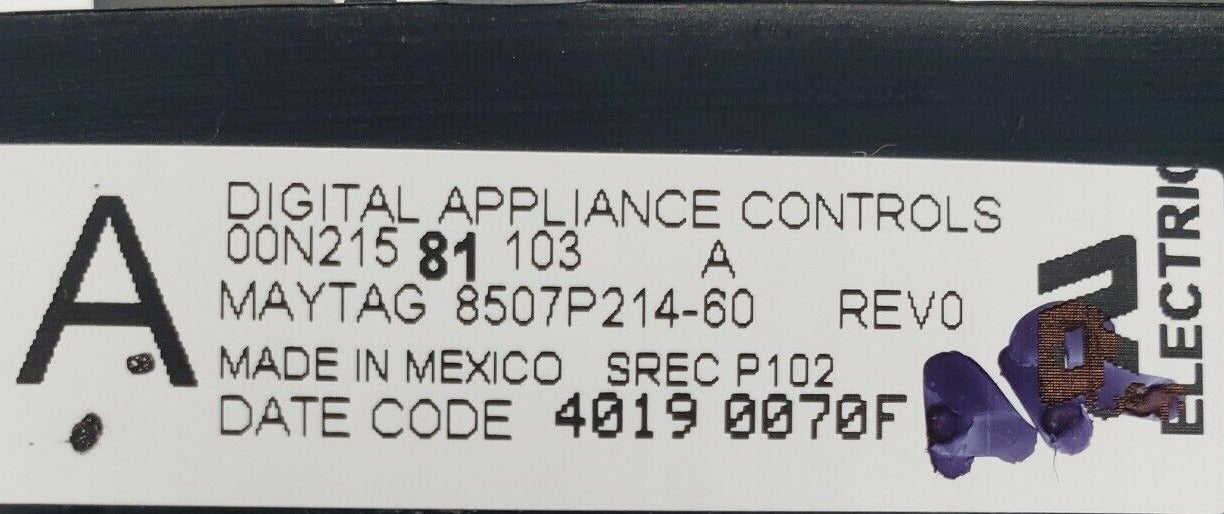 A
DIGITAL APPLIANCE CONTROLS
00N215 81 103 A
MAYTAG 8507P214-60 REV0
MADE IN MEXICO SREC P102
DATE CODE 4019 0070F
ELECTRIC